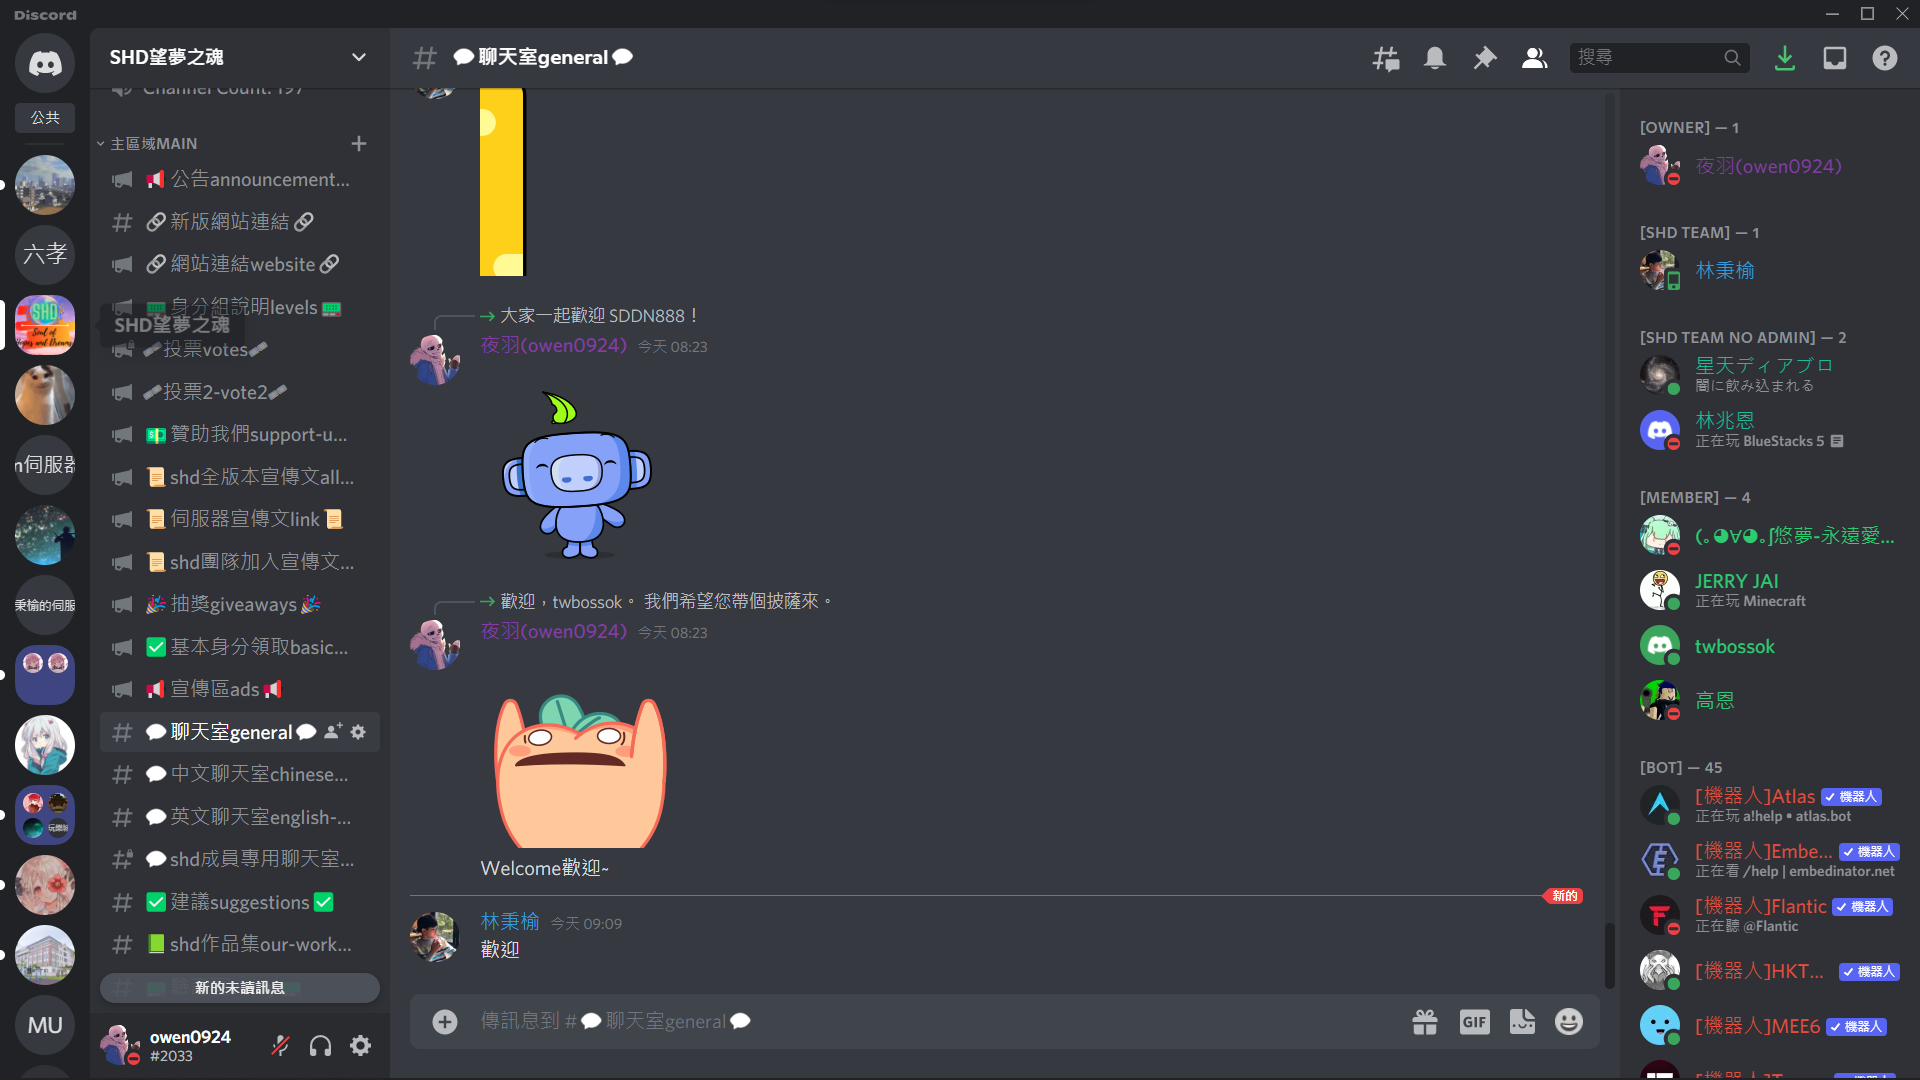 Discord
公共
六孝
SHD
Soul of
Hopes and Dreams
n伺服器
秉榆的伺服
MU
SHD望夢之魂
Channel Count: 197
主區域MAIN
公告announcement...
新版網站連結
網站連結website
身分組說明levels
SHD望夢之魂
投票votes
投票2-vote2
贊助我們support-u...
shd全版本宣傳文all...
伺服器宣傳文link
shd團隊加入宣傳文...
抽獎giveaways
基本身分領取basic...
宣傳區ads
聊天室general
中文聊天室chinese...
英文聊天室english-...
shd成員專用聊天室...
建議suggestions
shd作品集our-work...
新的未讀訊息
owen0924
#2033
# 💬聊天室general💬
搜尋
→ 大家一起歡迎 SDDN888！
夜羽(owen0924) 今天 08:23
→ 歡迎，twbossok。 我們希望您帶個披薩來。
夜羽(owen0924) 今天 08:23
Welcome歡迎~
新的
林秉榆 今天 09:09
歡迎
傳訊息到 #💬聊天室general💬
GIF
[OWNER] — 1
夜羽(owen0924)
[SHD TEAM] — 1
林秉榆
[SHD TEAM NO ADMIN] — 2
星天ディアブロ
闇に飲み込まれる
林兆恩
正在玩 BlueStacks 5
[MEMBER] — 4
(｡◕∀◕｡ʃ悠夢-永遠愛...
JERRY JAI
正在玩 Minecraft
twbossok
高恩
[BOT] — 45
[機器人]Atlas ✓ 機器人
正在玩 a!help • atlas.bot
[機器人]Embe... ✓ 機器人
正在看 /help | embedinator.net
[機器人]Flantic ✓ 機器人
正在聽 @Flantic
[機器人]HKT... ✓ 機器人
[機器人]MEE6 ✓ 機器人